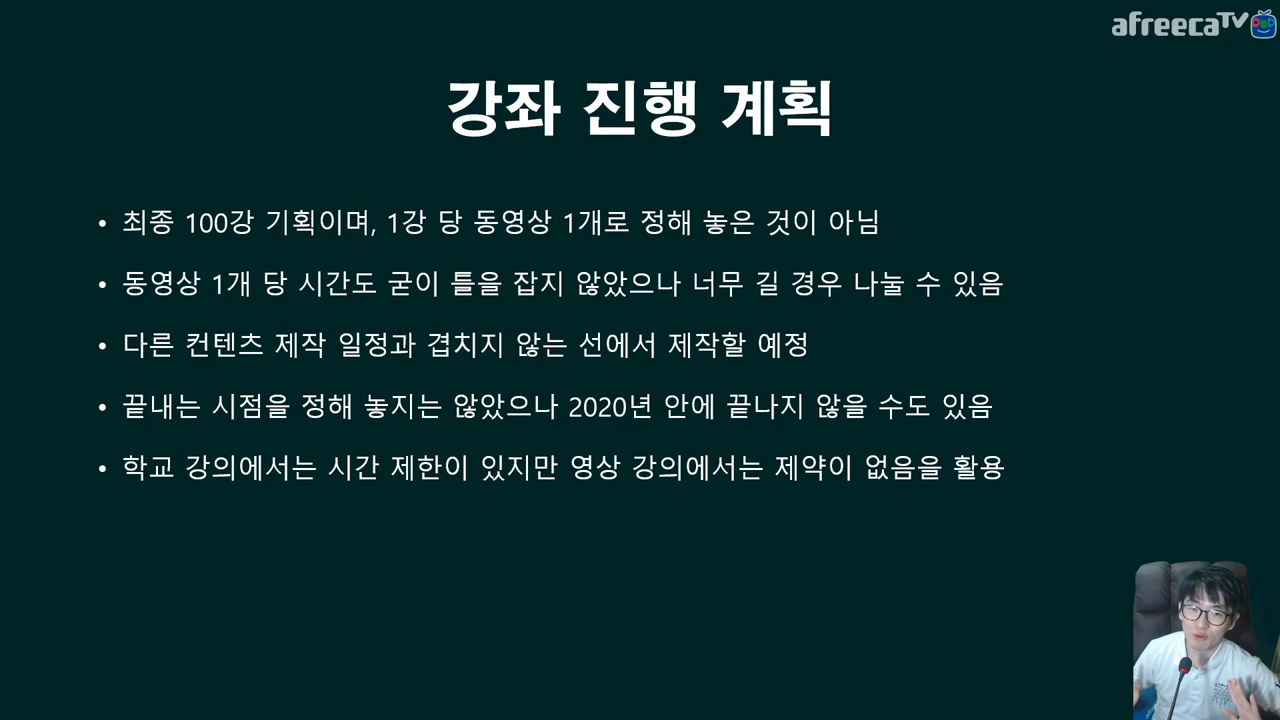 afreecaTV
강좌 진행 계획
• 최종 100강 기획이며, 1강 당 동영상 1개로 정해 놓은 것이 아님
• 동영상 1개 당 시간도 굳이 틀을 잡지 않았으나 너무 길 경우 나눌 수 있음
• 다른 컨텐츠 제작 일정과 겹치지 않는 선에서 제작할 예정
• 끝내는 시점을 정해 놓지는 않았으나 2020년 안에 끝나지 않을 수도 있음
• 학교 강의에서는 시간 제한이 있지만 영상 강의에서는 제약이 없음을 활용